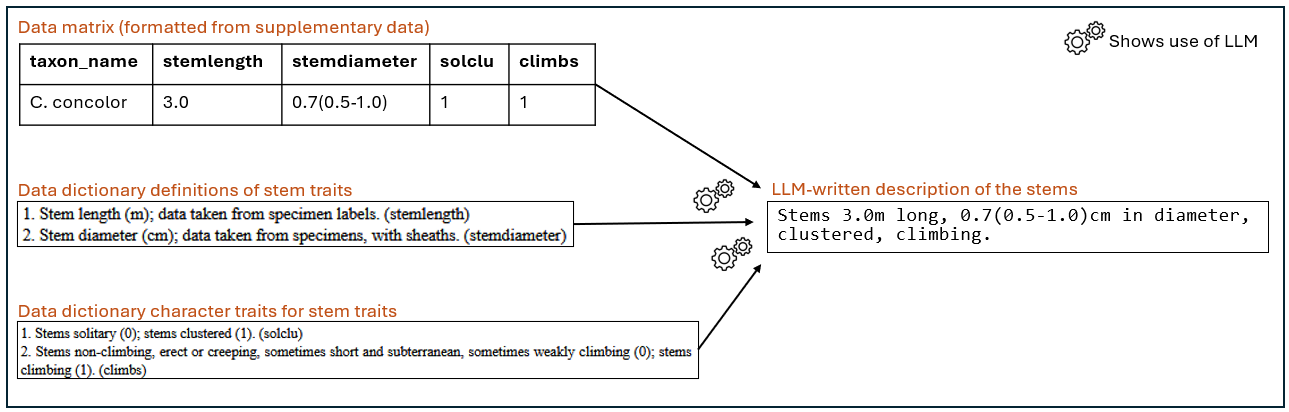 Data matrix (formatted from supplementary data)
Shows use of LLM
taxon_name stemlength stemdiameter solclu climbs
C. concolor 3.0 0.7(0.5-1.0) 1 1
Data dictionary definitions of stem traits
1. Stem length (m); data taken from specimen labels. (stemlength)
2. Stem diameter (cm); data taken from specimens, with sheaths. (stemdiameter)
LLM-written description of the stems
Stems 3.0m long, 0.7(0.5-1.0)cm in diameter,
clustered, climbing.
Data dictionary character traits for stem traits
1. Stems solitary (0); stems clustered (1). (solclu)
2. Stems non-climbing, erect or creeping, sometimes short and subterranean, sometimes weakly climbing (0); stems
climbing (1). (climbs)